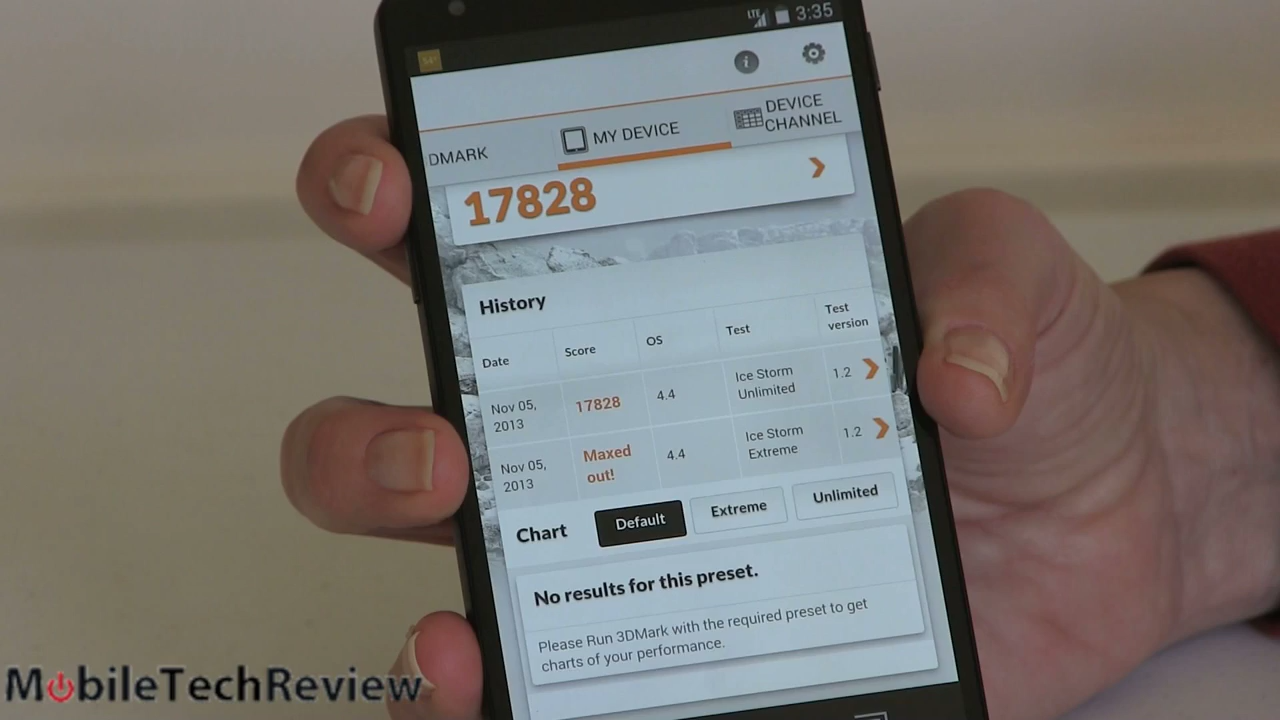 LTE 3:35
54°
i
DMARK
MY DEVICE
DEVICE
CHANNEL
17828
History
Date Score OS Test Test
version
Nov 05,
2013 17828 4.4 Ice Storm
Unlimited 1.2
Nov 05,
2013 Maxed
out! 4.4 Ice Storm
Extreme 1.2
Chart Default Extreme Unlimited
No results for this preset.
Please Run 3DMark with the required preset to get
charts of your performance.
MobileTechReview